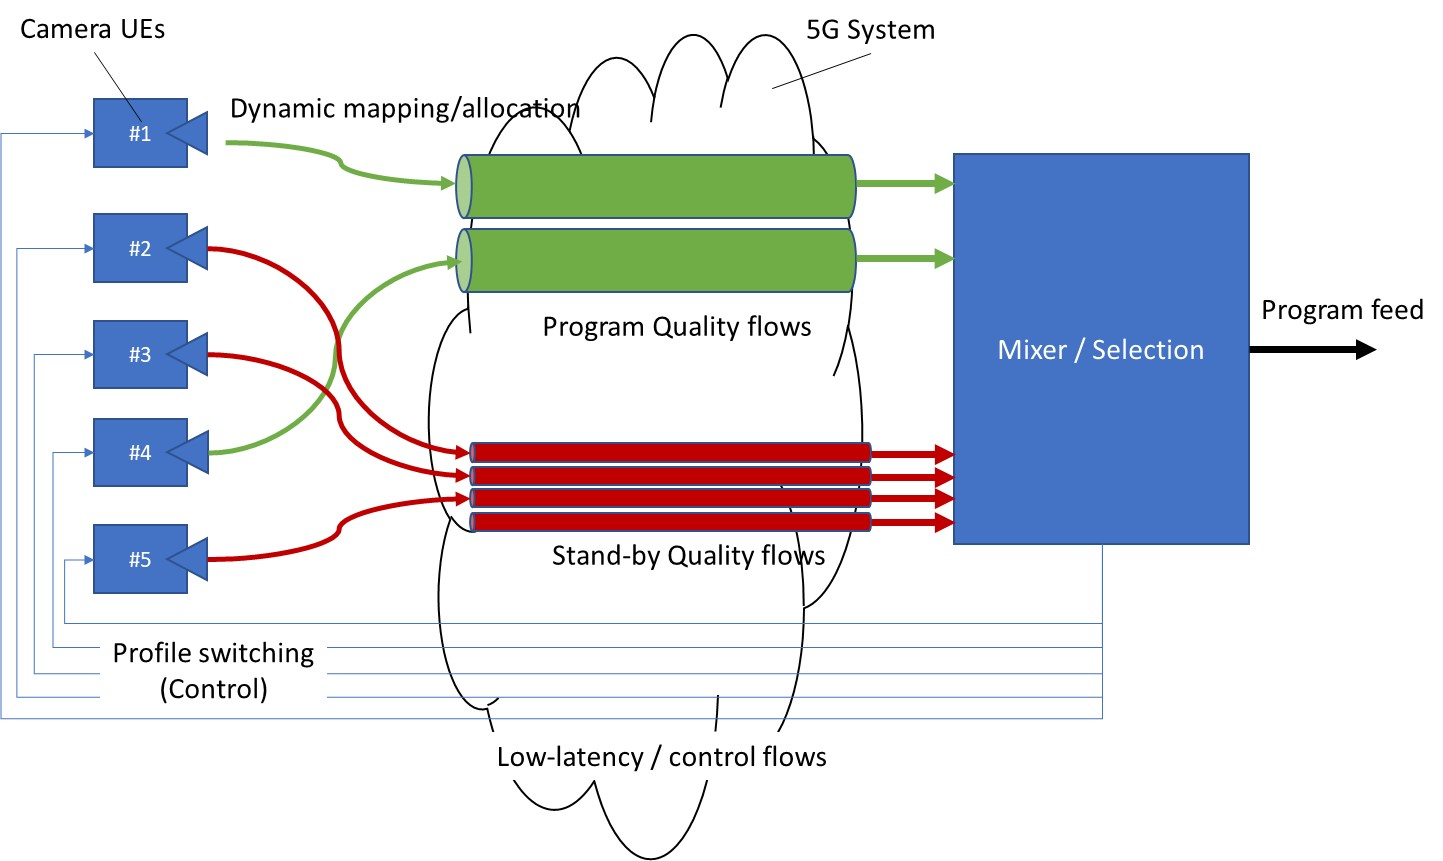 Camera UEs
5G System
Dynamic mapping/allocation
#1
#2
Program feed
Program Quality flows
#3
Mixer / Selection
#4
#5
Stand-by Quality flows
Profile switching
(Control)
Low-latency / control flows